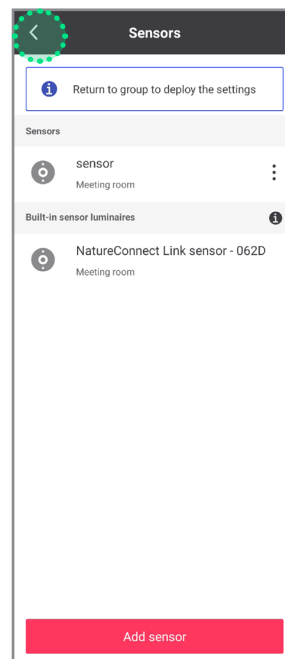 Sensors
Return to group to deploy the settings
Sensors
sensor
Meeting room
Built-in sensor luminaires
NatureConnect Link sensor - 062D
Meeting room
Add sensor